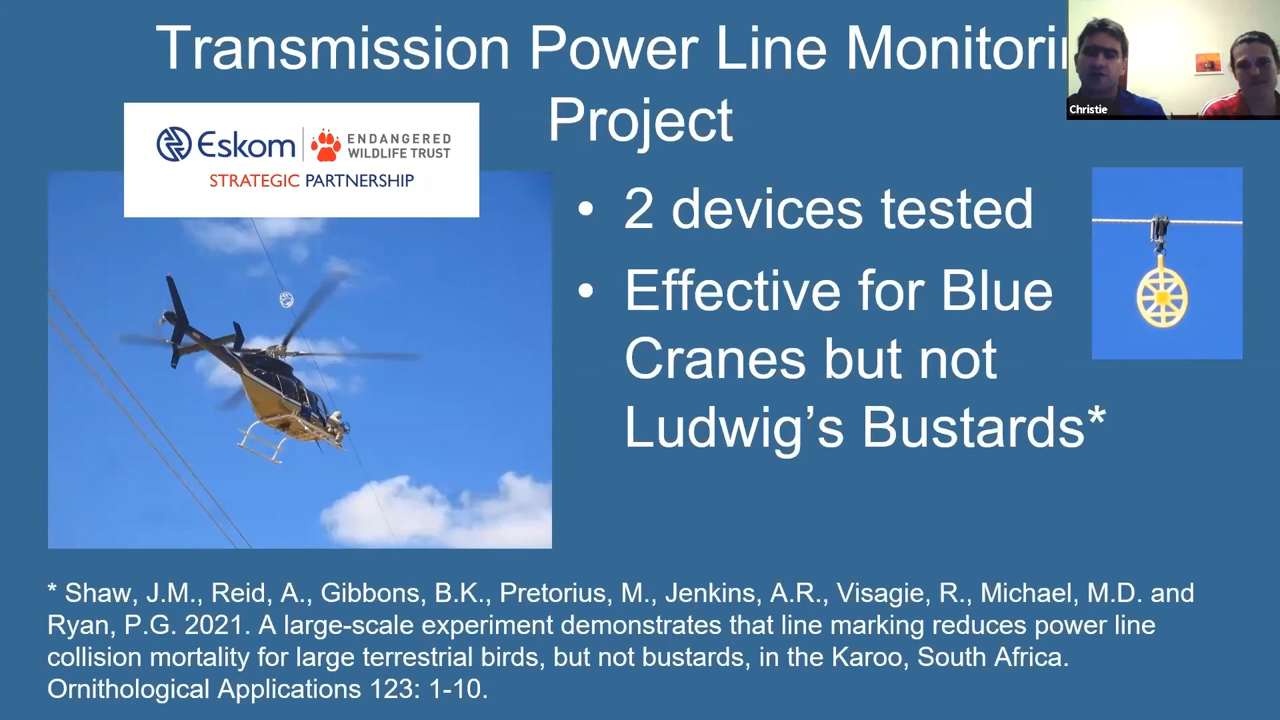 Transmission Power Line Monitorin
Project
Christie
Eskom
ENDANGERED
WILDLIFE TRUST
STRATEGIC PARTNERSHIP
• 2 devices tested
• Effective for Blue
Cranes but not
Ludwig’s Bustards*
* Shaw, J.M., Reid, A., Gibbons, B.K., Pretorius, M., Jenkins, A.R., Visagie, R., Michael, M.D. and
Ryan, P.G. 2021. A large-scale experiment demonstrates that line marking reduces power line
collision mortality for large terrestrial birds, but not bustards, in the Karoo, South Africa.
Ornithological Applications 123: 1-10.